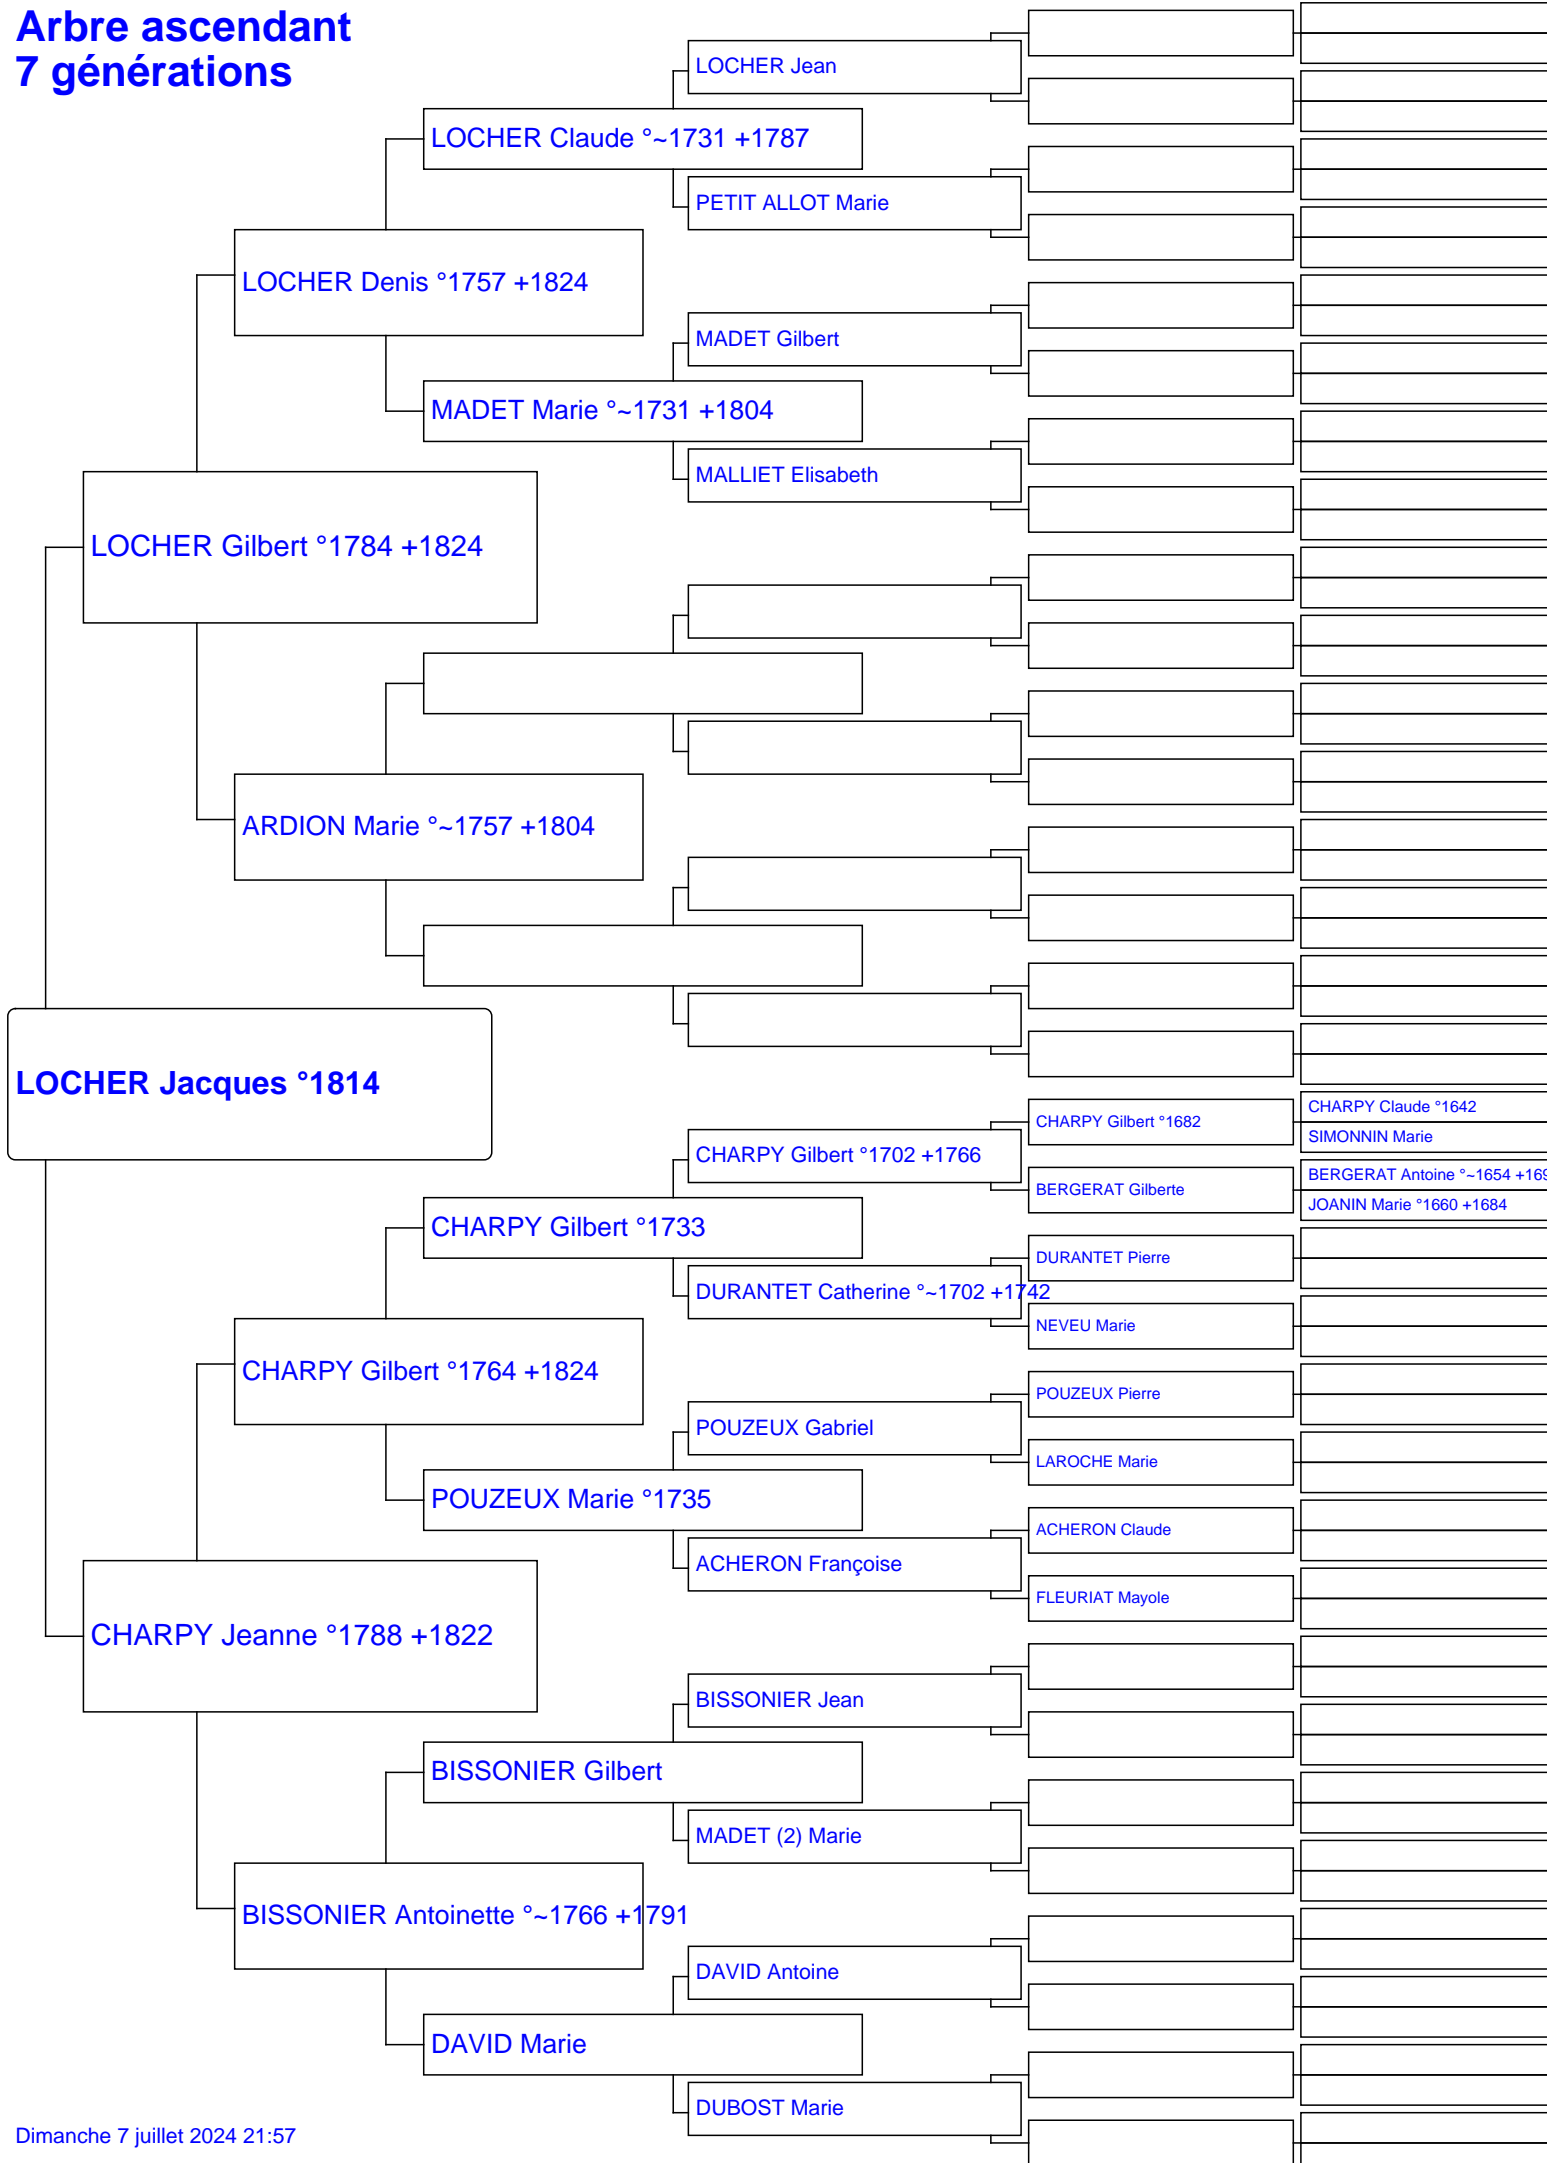 Arbre ascendant
7 générations
LOCHER Jean
LOCHER Claude °~1731 +1787
PETIT ALLOT Marie
LOCHER Denis °1757 +1824
MADET Gilbert
MADET Marie °~1731 +1804
MALLIET Elisabeth
LOCHER Gilbert °1784 +1824
ARDION Marie °~1757 +1804
LOCHER Jacques °1814
CHARPY Claude °1642
CHARPY Gilbert °1682
SIMONNIN Marie
CHARPY Gilbert °1702 +1766
BERGERAT Antoine °~1654
BERGERAT Gilberte
JOANIN Marie °1660 +1684
CHARPY Gilbert °1733
DURANTET Pierre
DURANTET Catherine °~1702 +1742
NEVEU Marie
CHARPY Gilbert °1764 +1824
POUZEUX Pierre
POUZEUX Gabriel
LAROCHE Marie
POUZEUX Marie °1735
ACHERON Claude
ACHERON Françoise
FLEURIAT Mayole
CHARPY Jeanne °1788 +1822
BISSONIER Jean
BISSONIER Gilbert
MADET (2) Marie
BISSONIER Antoinette °~1766 +1791
DAVID Antoine
DAVID Marie
DUBOST Marie
Dimanche 7 juillet 2024 21:57